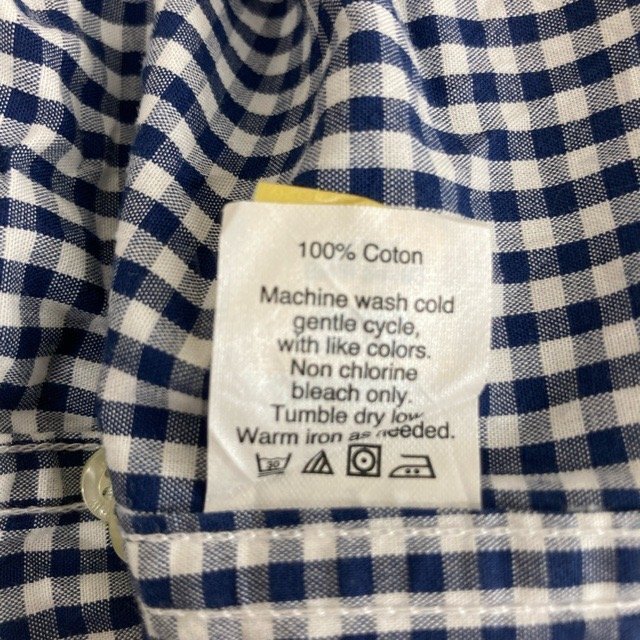 100% Coton
Machine wash cold
gentle cycle,
with like colors.
Non chlorine
bleach only.
Tumble dry low.
Warm iron as needed.
30